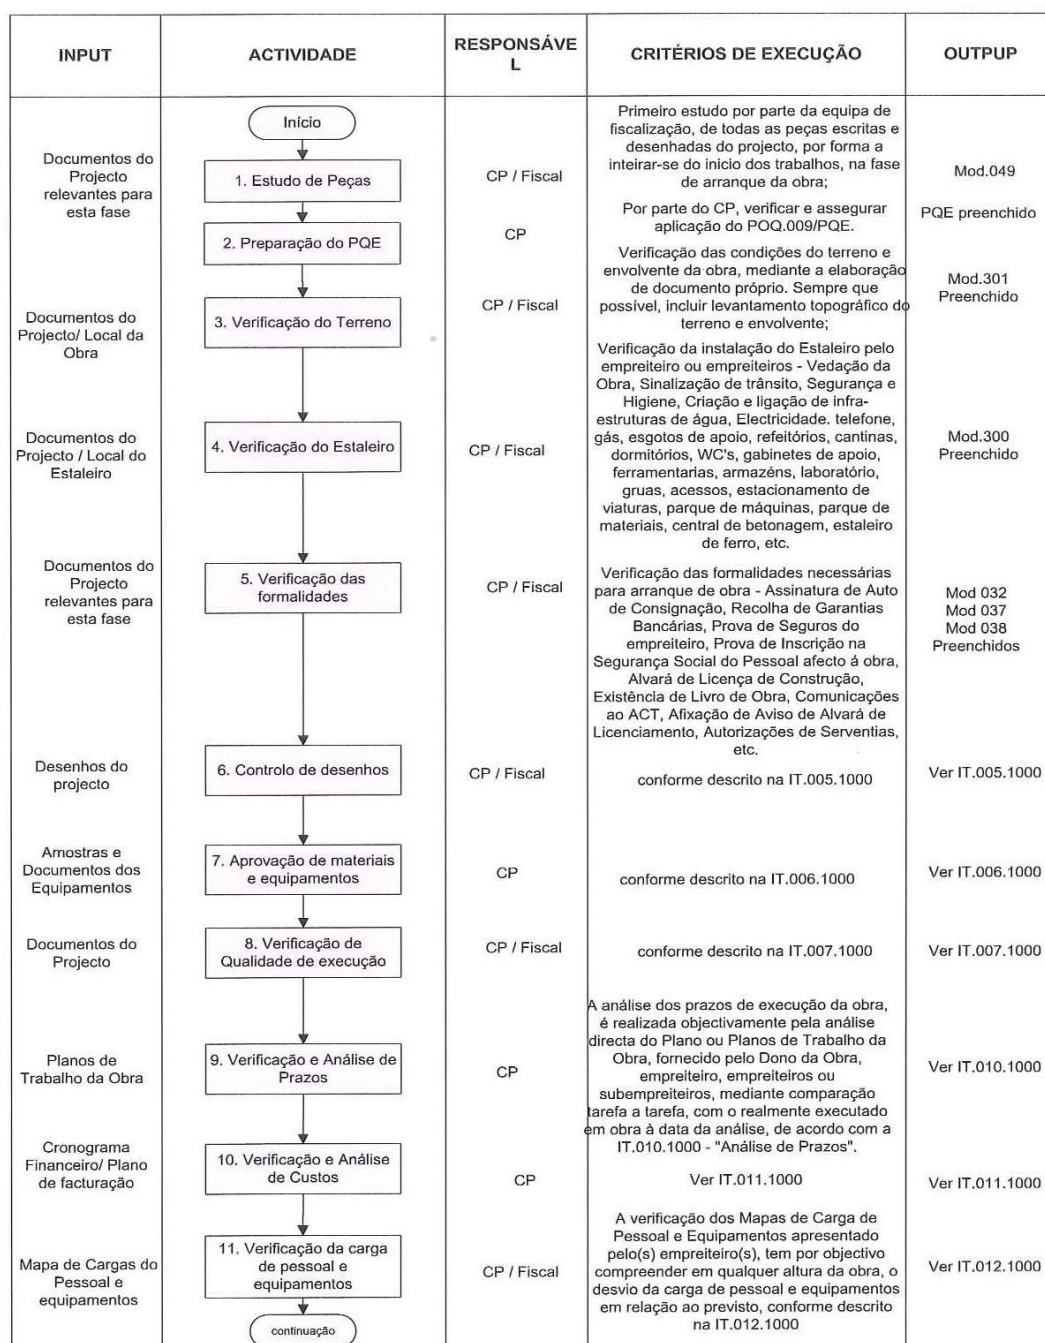 INPUT
ACTIVIDADE
RESPONSÁVE
L
CRITÉRIOS DE EXECUÇÃO
OUTPUP
Início
Documentos do
Projecto
relevantes para
esta fase
1. Estudo de Peças
CP / Fiscal
Primeiro estudo por parte da equipa de
fiscalização, de todas as peças escritas e
desenhadas do projecto, por forma a
inteirar-se do inicio dos trabalhos, na fase
de arranque da obra;
Mod.049
2. Preparação do PQE
CP
Por parte do CP, verificar e assegurar
aplicação do POQ.009/PQE.
PQE preenchido
Documentos do
Projecto/ Local da
Obra
3. Verificação do Terreno
CP / Fiscal
Verificação das condições do terreno e
envolvente da obra, mediante a elaboração
de documento próprio. Sempre que
possível, incluir levantamento topográfico do
terreno e envolvente;
Mod.301
Preenchido
Documentos do
Projecto / Local do
Estaleiro
4. Verificação do Estaleiro
CP / Fiscal
Verificação da instalação do Estaleiro pelo
empreiteiro ou empreiteiros - Vedação da
Obra, Sinalização de trânsito, Segurança e
Higiene, Criação e ligação de infra-
estruturas de água, Electricidade. telefone,
gás, esgotos de apoio, refeitórios, cantinas,
dormitórios, WC's, gabinetes de apoio,
ferramentarias, armazéns, laboratório,
gruas, acessos, estacionamento de
viaturas, parque de máquinas, parque de
materiais, central de betonagem, estaleiro
de ferro, etc.
Mod.300
Preenchido
Documentos do
Projecto
relevantes para
esta fase
5. Verificação das
formalidades
CP / Fiscal
Verificação das formalidades necessárias
para arranque de obra - Assinatura de Auto
de Consignação, Recolha de Garantias
Bancárias, Prova de Seguros do
empreiteiro, Prova de Inscrição na
Segurança Social do Pessoal afecto á obra,
Alvará de Licença de Construção,
Existência de Livro de Obra, Comunicações
ao ACT, Afixação de Aviso de Alvará de
Licenciamento, Autorizações de Serventias,
etc.
Mod 032
Mod 037
Mod 038
Preenchidos
Desenhos do
projecto
6. Controlo de desenhos
CP / Fiscal
conforme descrito na IT.005.1000
Ver IT.005.1000
Amostras e
Documentos dos
Equipamentos
7. Aprovação de materiais
e equipamentos
CP
conforme descrito na IT.006.1000
Ver IT.006.1000
Documentos do
Projecto
8. Verificação de
Qualidade de execução
CP / Fiscal
conforme descrito na IT.007.1000
Ver IT.007.1000
Planos de
Trabalho da Obra
9. Verificação e Análise de
Prazos
CP
A análise dos prazos de execução da obra,
é realizada objectivamente pela análise
directa do Plano ou Planos de Trabalho da
Obra, fornecido pelo Dono da Obra,
empreiteiro, empreiteiros ou
subempreiteiros, mediante comparação
tarefa a tarefa, com o realmente executado
em obra à data da análise, de acordo com a
IT.010.1000 - "Análise de Prazos".
Ver IT.010.1000
Cronograma
Financeiro/ Plano
de facturação
10. Verificação e Análise
de Custos
CP
Ver IT.011.1000
Ver IT.011.1000
Mapa de Cargas do
Pessoal e
equipamentos
11. Verificação da carga
de pessoal e
equipamentos
CP / Fiscal
A verificação dos Mapas de Carga de
Pessoal e Equipamentos apresentado
pelo(s) empreiteiro(s), tem por objectivo
compreender em qualquer altura da obra, o
desvio da carga de pessoal e equipamentos
em relação ao previsto, conforme descrito
na IT.012.1000
Ver IT.012.1000
continuação